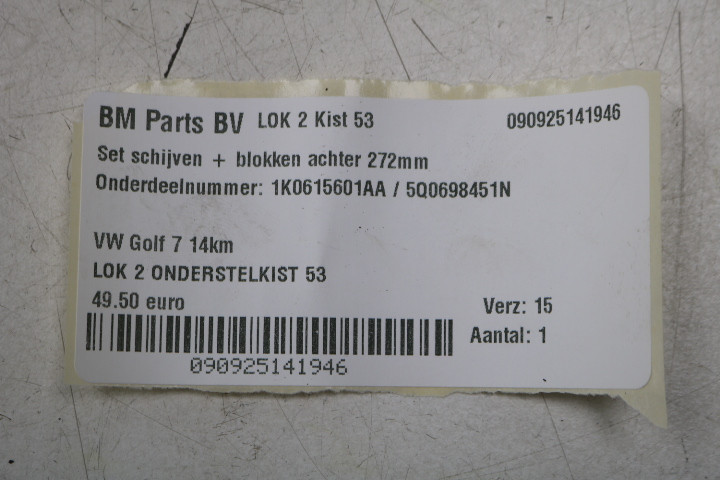 BM Parts BV LOK 2 Kist 53 090925141946
Set schijven + blokken achter 272mm
Onderdeelnummer: 1K0615601AA / 5Q0698451N
VW Golf 7 14km
LOK 2 ONDERSTELKIST 53
49.50 euro Verz: 15
Aantal: 1
090925141946